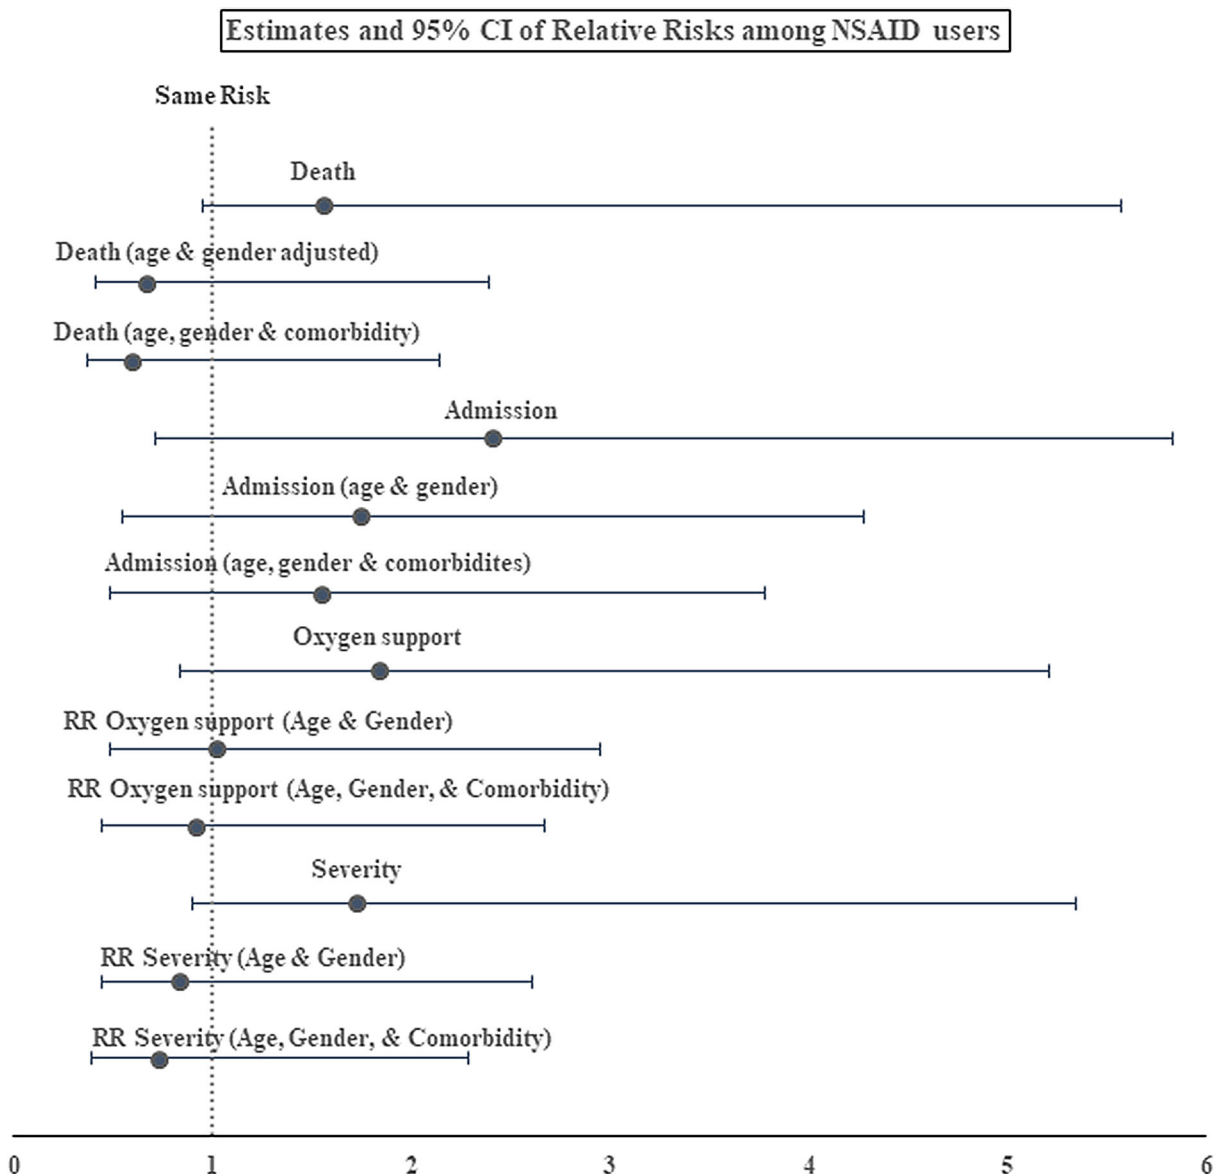 Estimates and 95% CI of Relative Risks among NSAID users
Same Risk
Death
Death (age & gender adjusted)
Death (age, gender & comorbidity)
Admission
Admission (age & gender)
Admission (age, gender & comorbidites)
Oxygen support
RR Oxygen support (Age & Gender)
RR Oxygen support (Age, Gender, & Comorbidity)
Severity
RR Severity (Age & Gender)
RR Severity (Age, Gender, & Comorbidity)
0 1 2 3 4 5 6